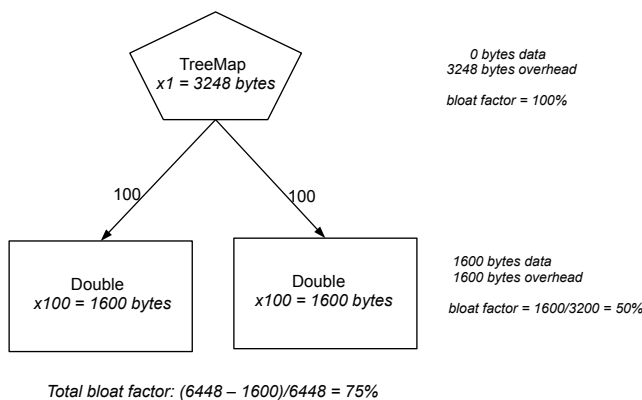 TreeMap
x1 = 3248 bytes
0 bytes data
3248 bytes overhead
bloat factor = 100%
100
100
Double
x100 = 1600 bytes
Double
x100 = 1600 bytes
1600 bytes data
1600 bytes overhead
bloat factor = 1600/3200 = 50%
Total bloat factor: (6448 – 1600)/6448 = 75%